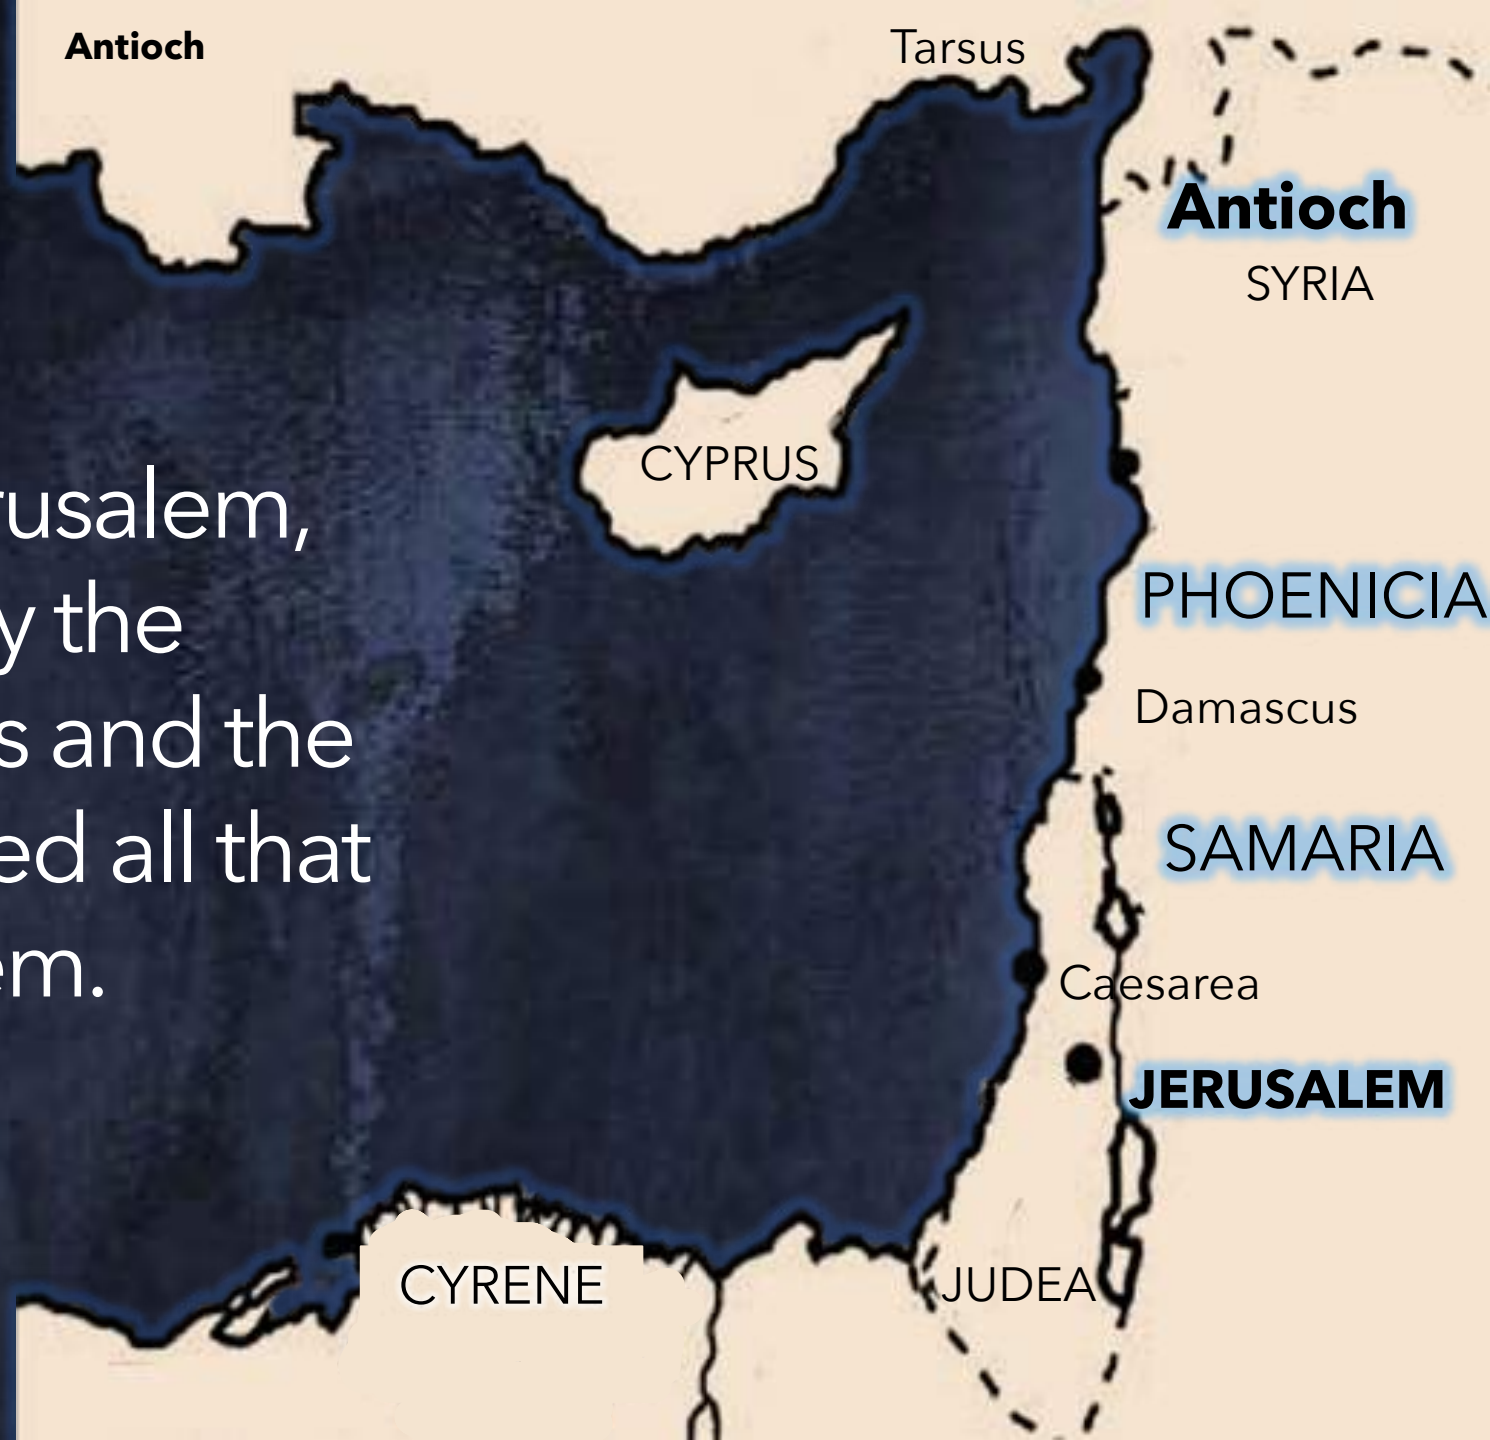 Antioch
Tarsus
Antioch
SYRIA
CYPRUS
rusalem,
y the
s and the
ed all that
em.
PHOENICIA
Damascus
SAMARIA
Caesarea
JERUSALEM
CYRENE
JUDEA